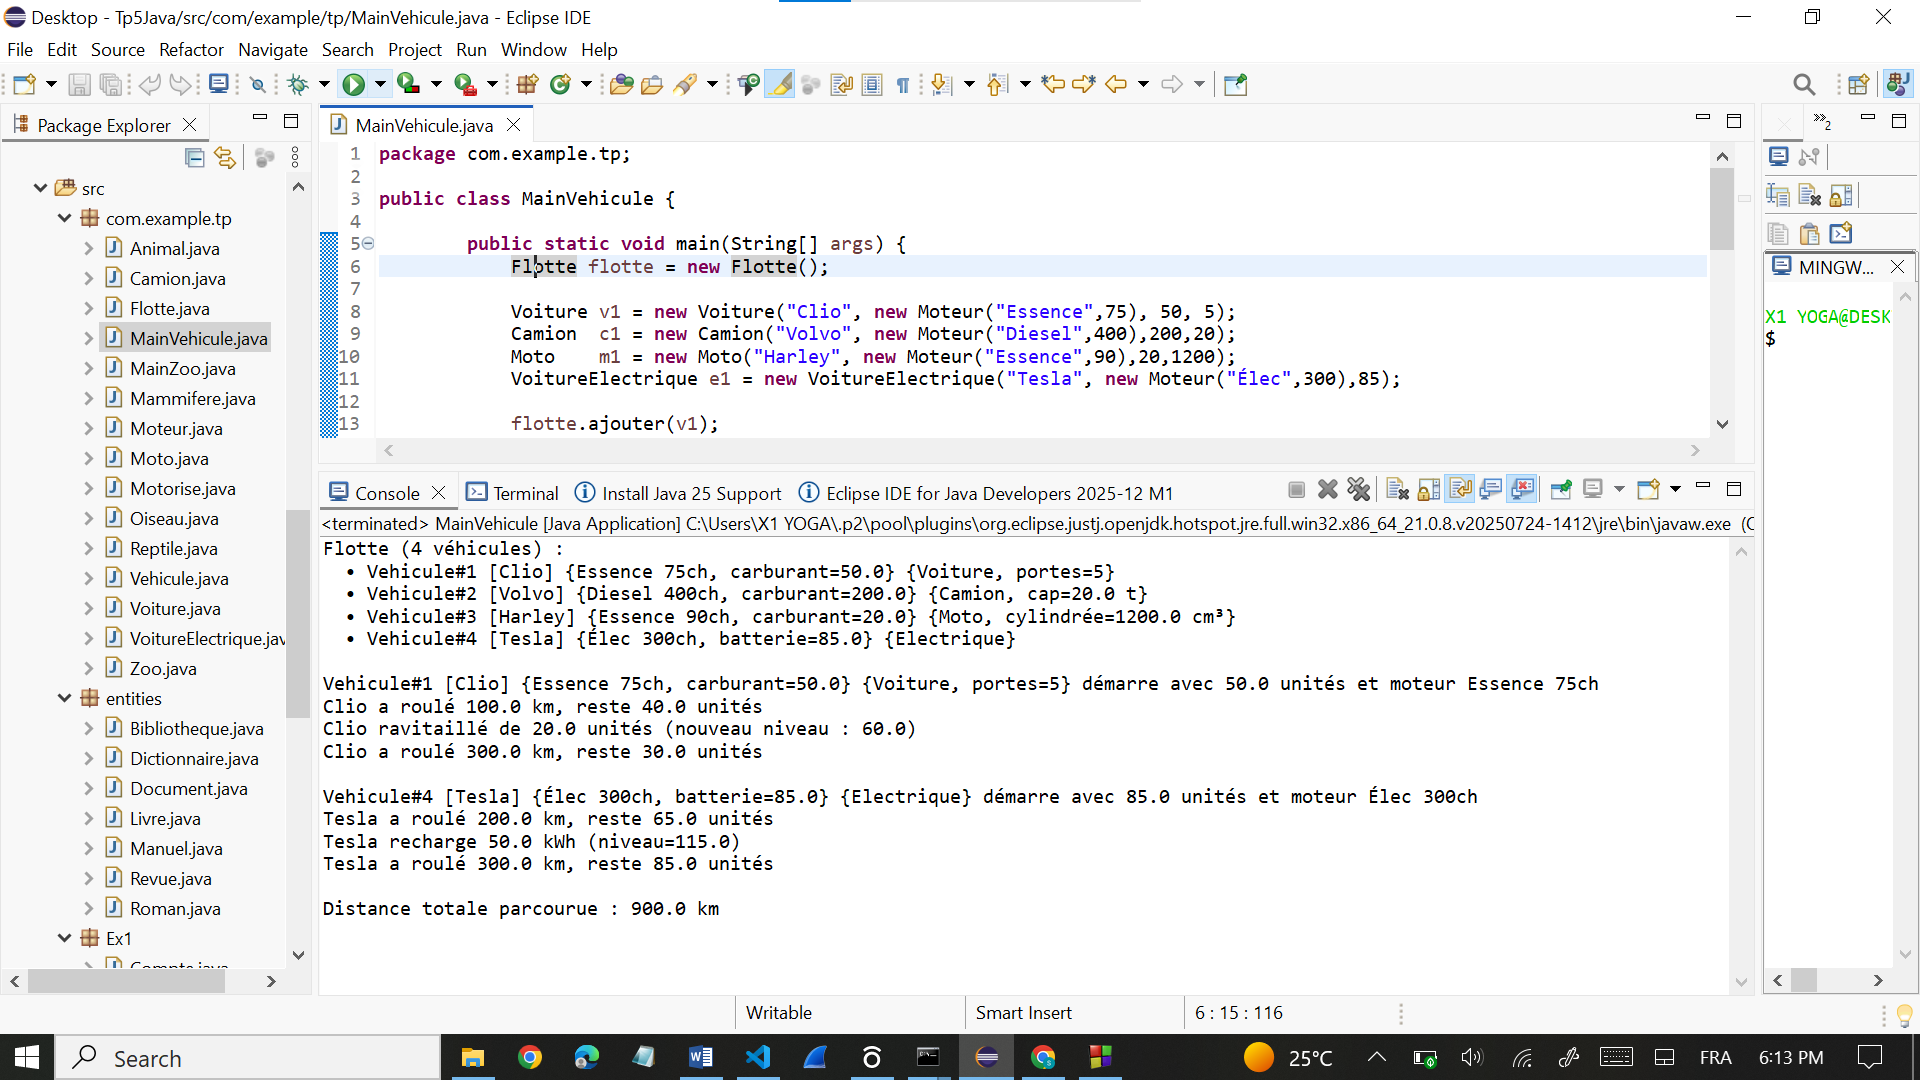 Desktop - Tp5Java/src/com/example/tp/MainVehicule.java - Eclipse IDE
File Edit Source Refactor Navigate Search Project Run Window Help
Package Explorer
src
com.example.tp
Animal.java
Camion.java
Flotte.java
MainVehicule.java
MainZoo.java
Mammifere.java
Moteur.java
Moto.java
Motorise.java
Oiseau.java
Reptile.java
Vehicule.java
Voiture.java
VoitureElectrique.jav
Zoo.java
entities
Bibliotheque.java
Dictionnaire.java
Document.java
Livre.java
Manuel.java
Revue.java
Roman.java
Ex1
MainVehicule.java
1 package com.example.tp;
2
3 public class MainVehicule {
4
5 public static void main(String[] args) {
6 Flotte flotte = new Flotte();
7
8 Voiture v1 = new Voiture("Clio", new Moteur("Essence",75), 50, 5);
9 Camion c1 = new Camion("Volvo", new Moteur("Diesel",400),200,20);
10 Moto m1 = new Moto("Harley", new Moteur("Essence",90),20,1200);
11 VoitureElectrique e1 = new VoitureElectrique("Tesla", new Moteur("Élec",300),85);
12
13 flotte.ajouter(v1);
Console Terminal Install Java 25 Support Eclipse IDE for Java Developers 2025-12 M1
<terminated> MainVehicule [Java Application] C:\Users\X1 YOGA\.p2\pool\plugins\org.eclipse.justj.openjdk.hotspot.jre.full.win32.x86_64_21.0.8.v20250724-1412\jre\bin\javaw.exe (
Flotte (4 véhicules) :
• Vehicule#1 [Clio] {Essence 75ch, carburant=50.0} {Voiture, portes=5}
• Vehicule#2 [Volvo] {Diesel 400ch, carburant=200.0} {Camion, cap=20.0 t}
• Vehicule#3 [Harley] {Essence 90ch, carburant=20.0} {Moto, cylindrée=1200.0 cm³}
• Vehicule#4 [Tesla] {Élec 300ch, batterie=85.0} {Electrique}
Vehicule#1 [Clio] {Essence 75ch, carburant=50.0} {Voiture, portes=5} démarre avec 50.0 unités et moteur Essence 75ch
Clio a roulé 100.0 km, reste 40.0 unités
Clio ravitaillé de 20.0 unités (nouveau niveau : 60.0)
Clio a roulé 300.0 km, reste 30.0 unités
Vehicule#4 [Tesla] {Élec 300ch, batterie=85.0} {Electrique} démarre avec 85.0 unités et moteur Élec 300ch
Tesla a roulé 200.0 km, reste 65.0 unités
Tesla recharge 50.0 kWh (niveau=115.0)
Tesla a roulé 300.0 km, reste 85.0 unités
Distance totale parcourue : 900.0 km
2
MINGW...
X1 YOGA@DESK
$
Writable Smart Insert 6 : 15 : 116
Search
25°C FRA 6:13 PM